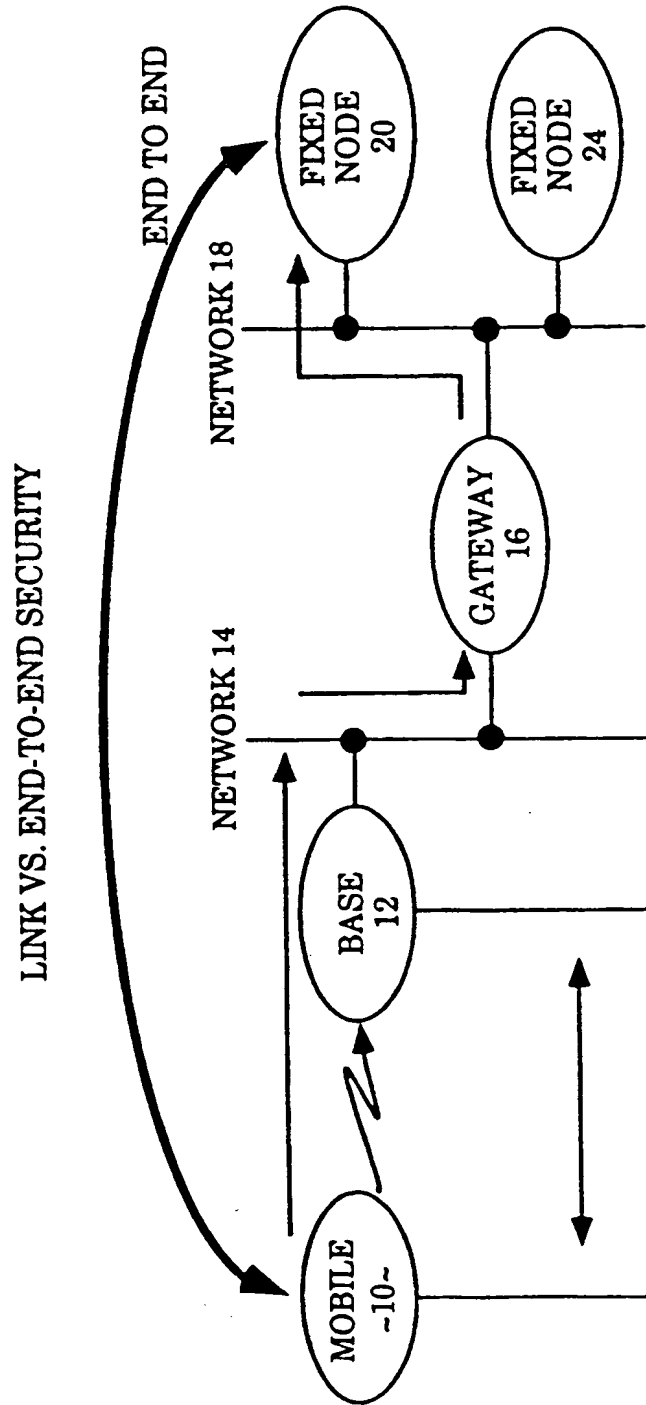 LINK VS. END-TO-END SECURITY
END TO END
NETWORK 14
NETWORK 18
MOBILE
~10~
BASE
12
GATEWAY
16
FIXED
NODE
20
FIXED
NODE
24